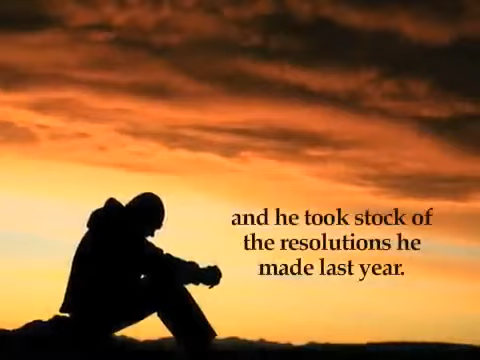 and he took stock of
the resolutions he
made last year.